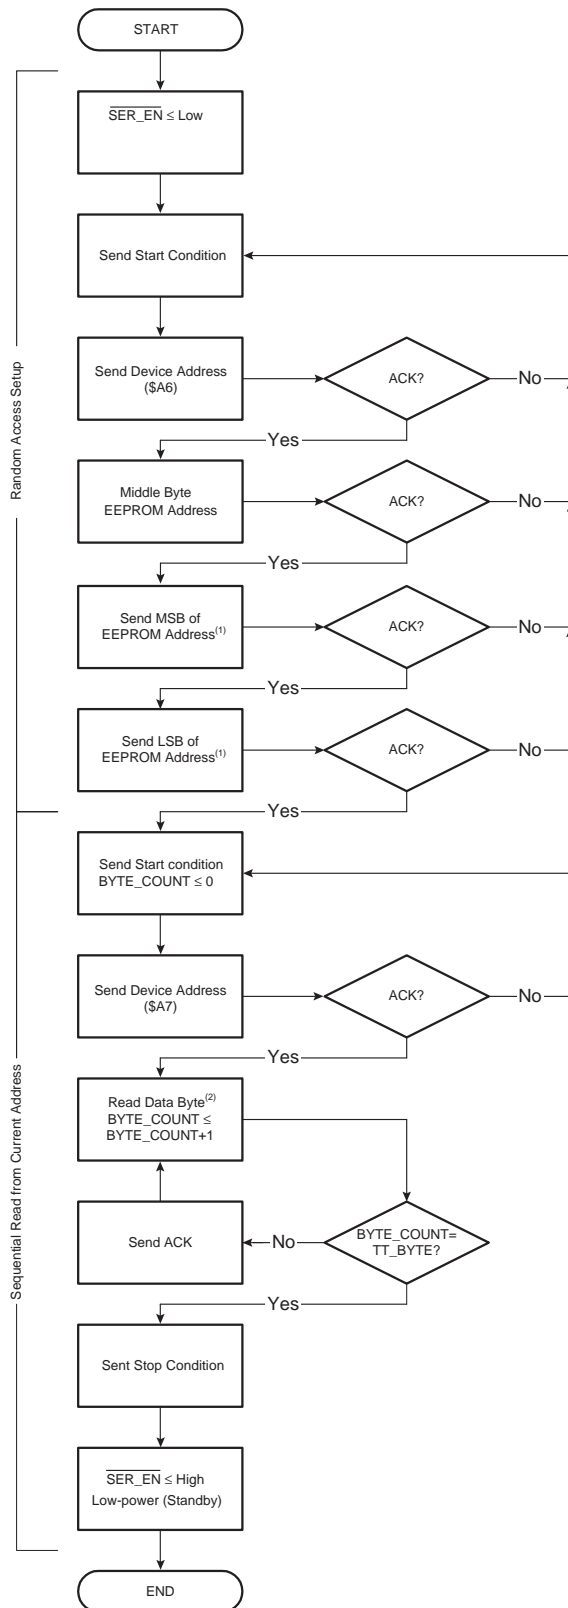 START
SER_EN ≤ Low
Send Start Condition
Send Device Address
($A6)
ACK?
No
Yes
Middle Byte
EEPROM Address
ACK?
No
Yes
Send MSB of
EEPROM Address(1)
ACK?
No
Yes
Send LSB of
EEPROM Address(1)
ACK?
No
Yes
Random Access Setup
Send Start condition
BYTE_COUNT ≤ 0
Send Device Address
($A7)
ACK?
No
Yes
Read Data Byte(2)
BYTE_COUNT ≤
BYTE_COUNT+1
Send ACK
No
BYTE_COUNT=
TT_BYTE?
Yes
Sent Stop Condition
SER_EN ≤ High
Low-power (Standby)
Sequential Read from Current Address
END